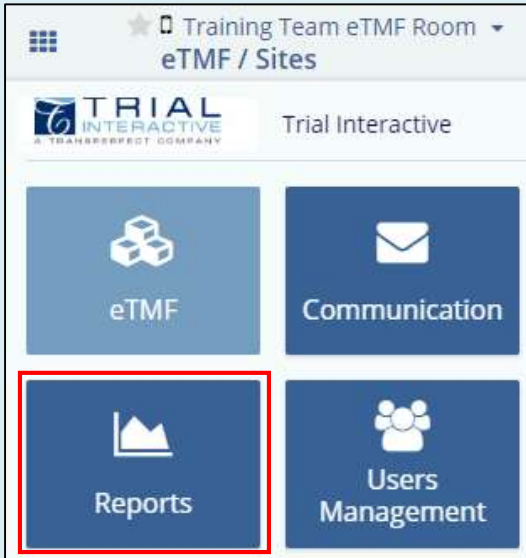 Training Team eTMF Room
eTMF / Sites
TRIAL
INTERACTIVE
A TRANSPERFECT COMPANY
Trial Interactive
eTMF
Communication
Reports
Users
Management